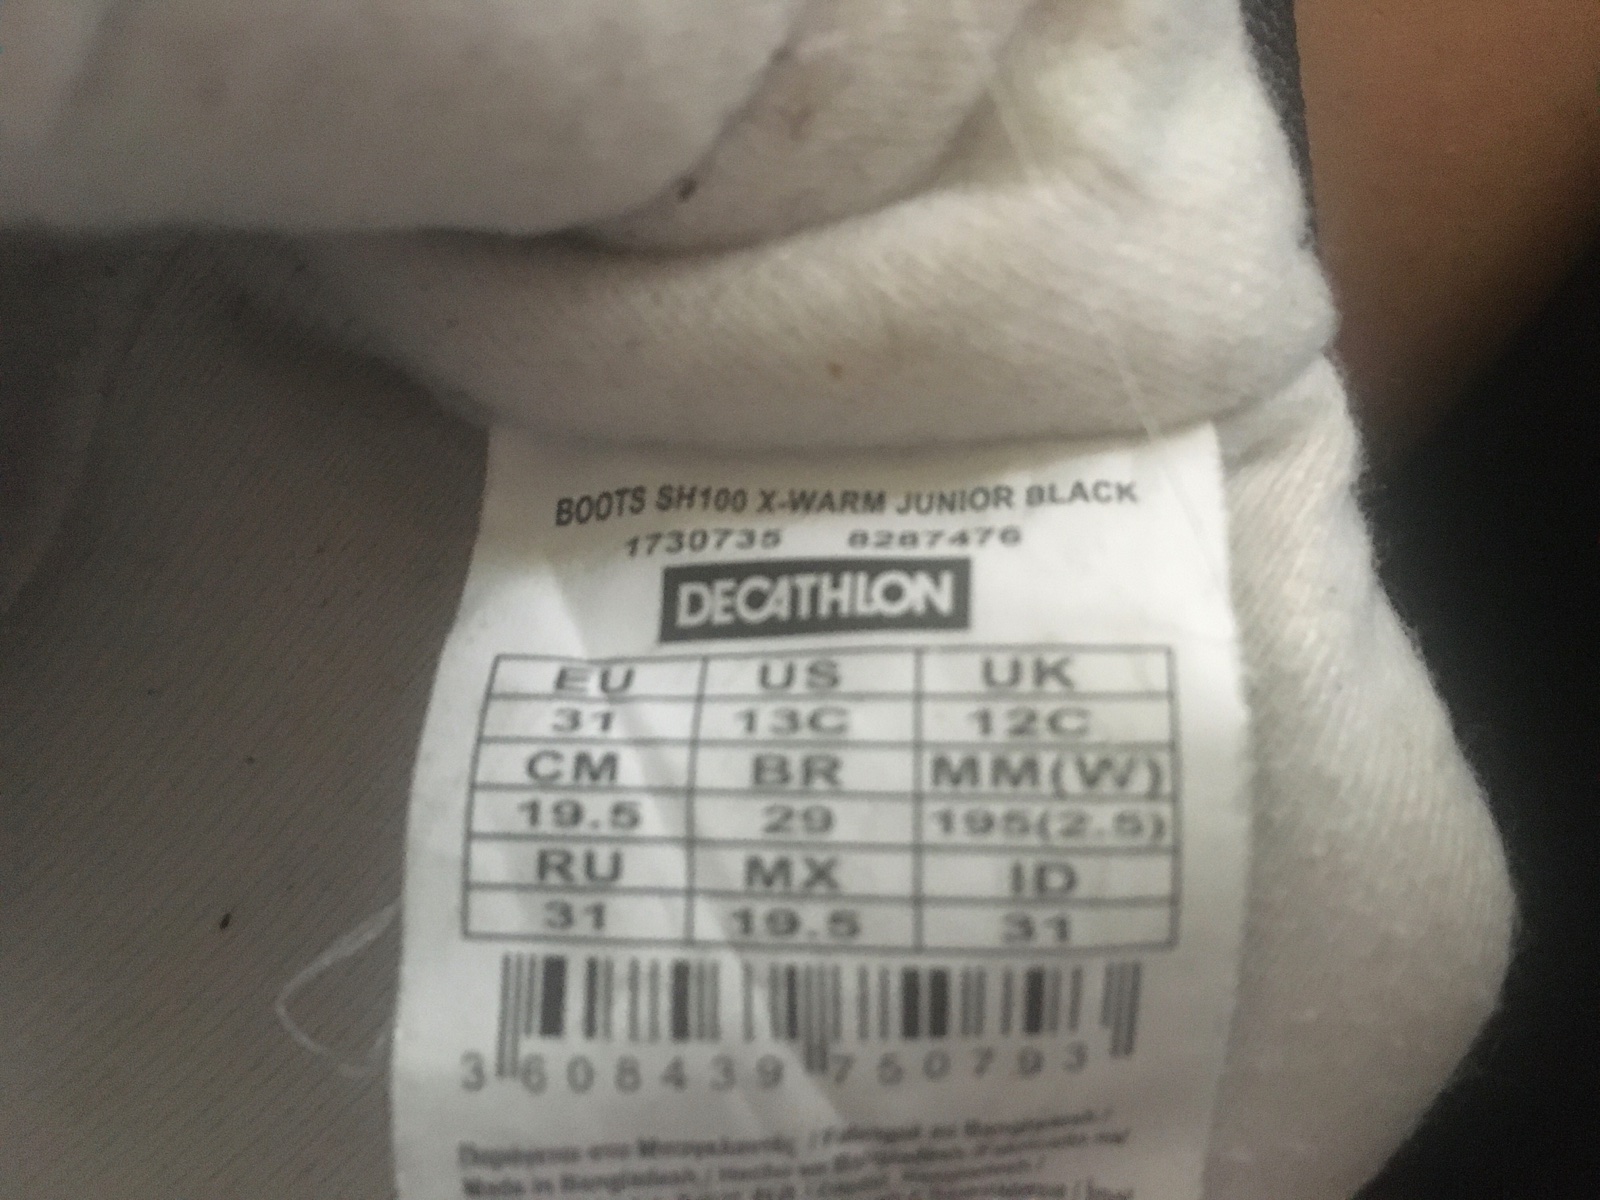 BOOTS SH100 X-WARM JUNIOR BLACK
1730735 8287476
DECATHLON
EU US UK
31 13C 12C
CM BR MM(W)
19.5 29 195(2.5)
RU MX ID
31 19.5 31
3 608439 750793
Made in Bangladesh /